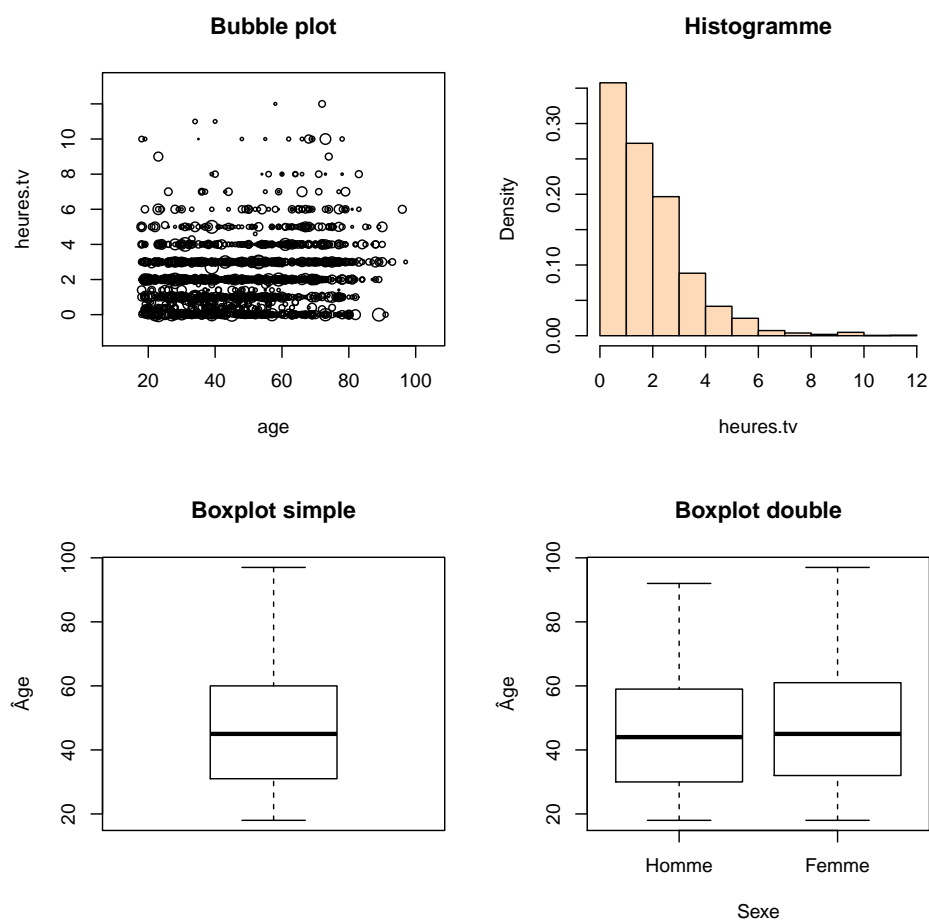 Bubble plot
heures.tv
0 2 4 6 8 10
20 40 60 80 100
age
Histogramme
Density
0.00 0.10 0.20 0.30
0 2 4 6 8 10 12
heures.tv
Boxplot simple
Âge
20 40 60 80 100
Boxplot double
Âge
20 40 60 80 100
Homme Femme
Sexe